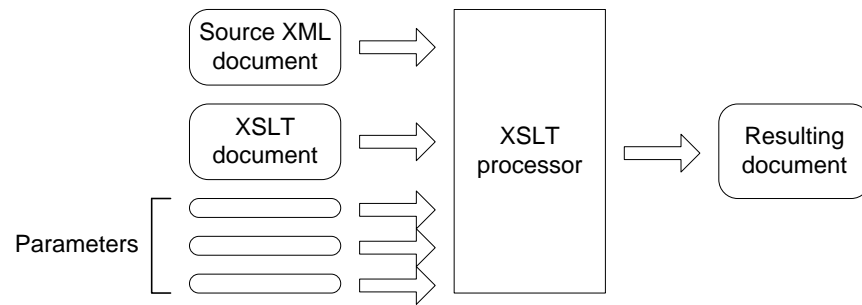 Source XML
document
XSLT
document
Parameters
XSLT
processor
Resulting
document